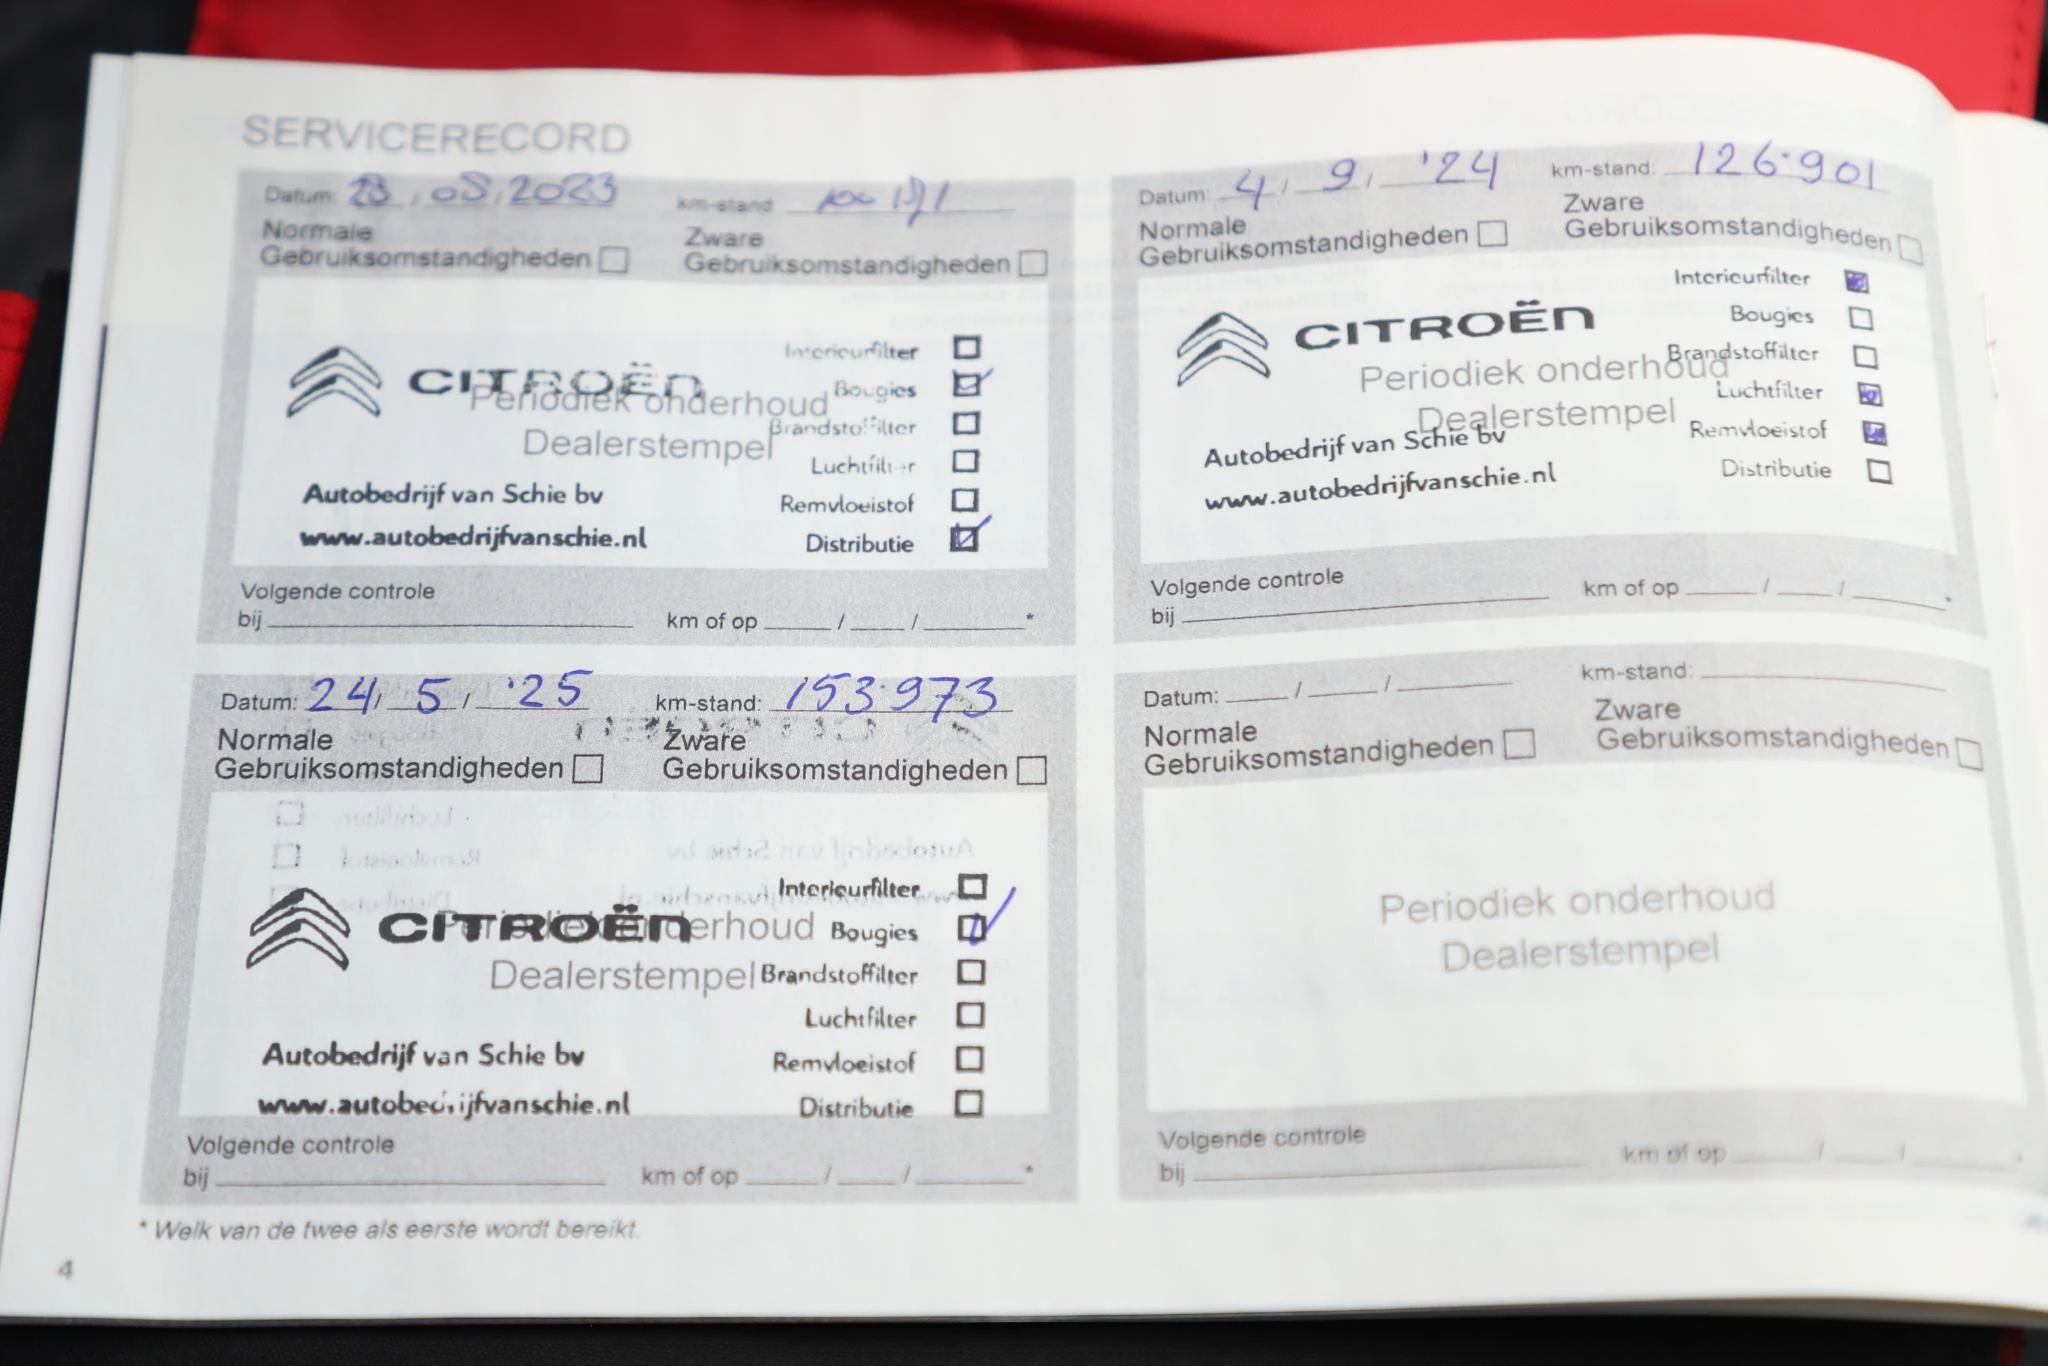 SERVICERECORD
Datum: 28 / 08 / 2023 km-stand
Normale Zware
Gebruiksomstandigheden Gebruiksomstandigheden
Interieurfilter
CITROËN
Periodiek onderhoud Bougies
Brandstoffilter
Dealerstempel
Luchtfilter
Autobedrijf van Schie bv Remvloeistof
www.autobedrijfvanschie.nl Distributie
Volgende controle
bij km of op / / *
Datum: 4 / 9 / '24 km-stand: 126.901
Normale Zware
Gebruiksomstandigheden Gebruiksomstandigheden
Interieurfilter
CITROËN Bougies
Periodiek onderhoud Brandstoffilter
Dealerstempel Luchtfilter
Autobedrijf van Schie bv Remvloeistof
www.autobedrijfvanschie.nl Distributie
Volgende controle
bij km of op / / *
Datum: 24 / 5 / '25 km-stand: 153.973
Normale Zware
Gebruiksomstandigheden Gebruiksomstandigheden
Interieurfilter
CITROËN
Periodiek onderhoud Bougies
Dealerstempel Brandstoffilter
Luchtfilter
Autobedrijf van Schie bv Remvloeistof
www.autobedrijfvanschie.nl Distributie
Volgende controle
bij km of op / / *
Datum: / / km-stand:
Normale Zware
Gebruiksomstandigheden Gebruiksomstandigheden
Periodiek onderhoud
Dealerstempel
Volgende controle
bij km of op / / *
* Welk van de twee als eerste wordt bereikt.
4